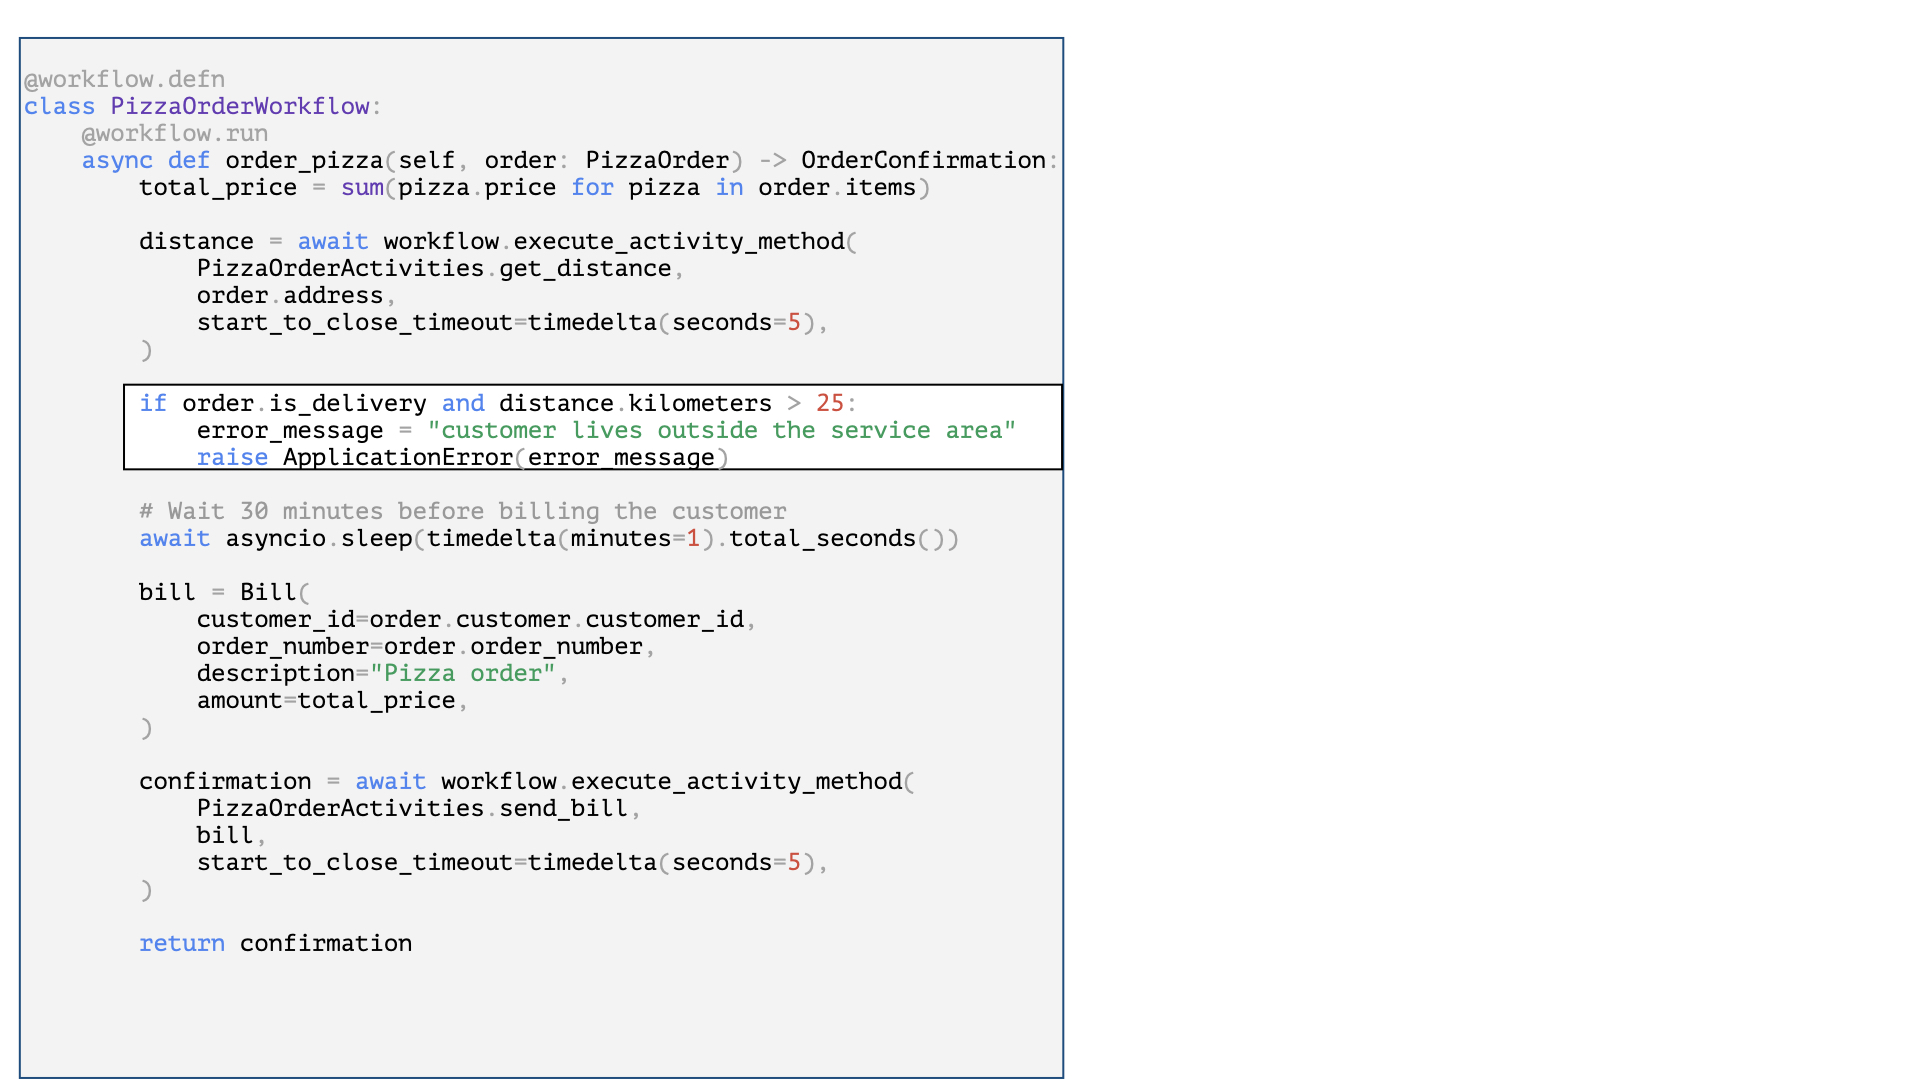 @workflow.defn
class PizzaOrderWorkflow:
    @workflow.run
    async def order_pizza(self, order: PizzaOrder) -> OrderConfirmation:
        total_price = sum(pizza.price for pizza in order.items)

        distance = await workflow.execute_activity_method(
            PizzaOrderActivities.get_distance,
            order.address,
            start_to_close_timeout=timedelta(seconds=5),
        )

        if order.is_delivery and distance.kilometers > 25:
            error_message = "customer lives outside the service area"
            raise ApplicationError(error_message)

        # Wait 30 minutes before billing the customer
        await asyncio.sleep(timedelta(minutes=1).total_seconds())

        bill = Bill(
            customer_id=order.customer.customer_id,
            order_number=order.order_number,
            description="Pizza order",
            amount=total_price,
        )

        confirmation = await workflow.execute_activity_method(
            PizzaOrderActivities.send_bill,
            bill,
            start_to_close_timeout=timedelta(seconds=5),
        )

        return confirmation